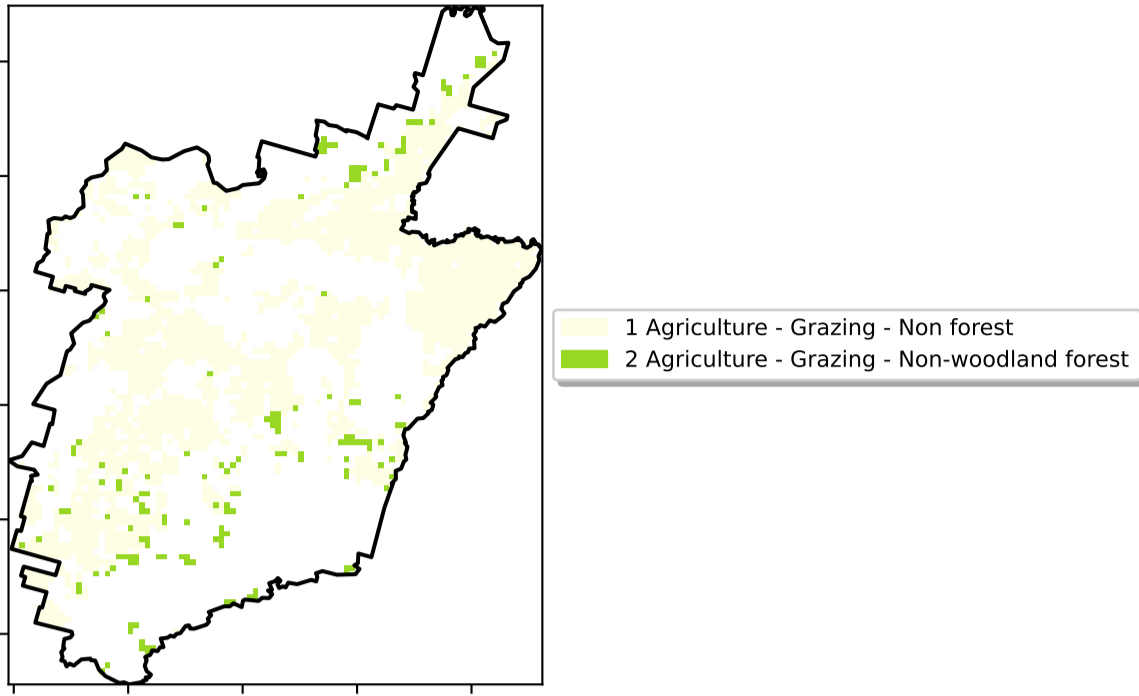 1 Agriculture - Grazing - Non forest
2 Agriculture - Grazing - Non-woodland forest